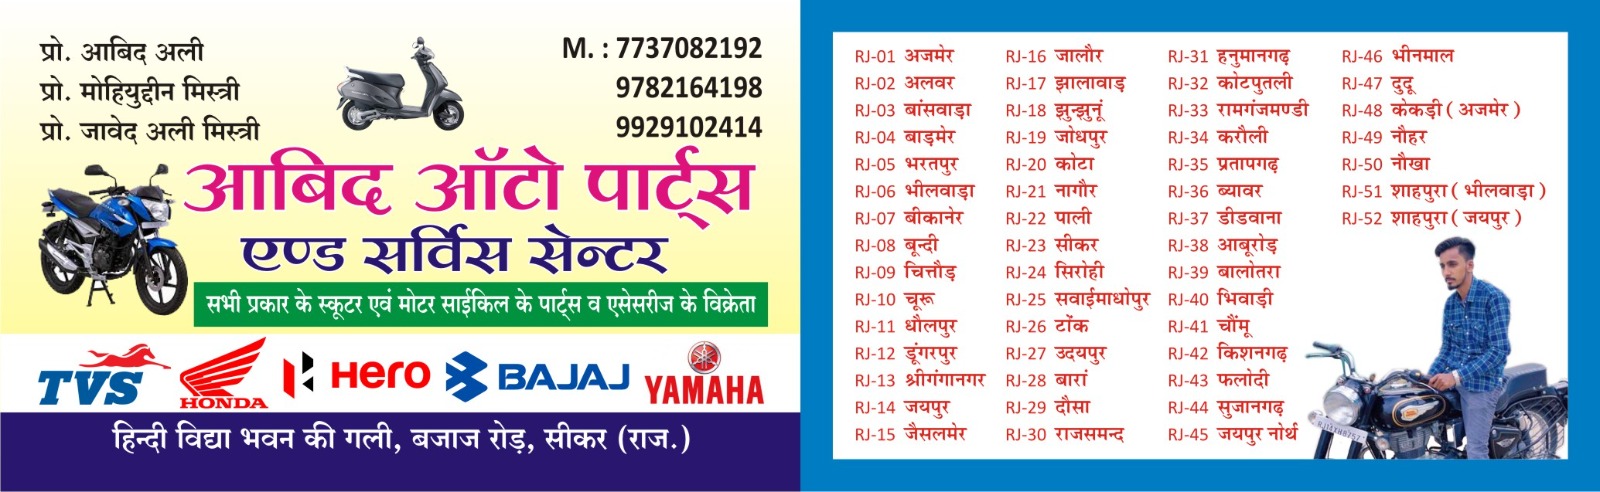 प्रो. आबिद अली
प्रो. मोहियुद्दीन मिस्त्री
प्रो. जावेद अली मिस्त्री
M. : 7737082192
9782164198
9929102414
आबिद ऑटो पार्ट्स
एण्ड सर्विस सेन्टर
सभी प्रकार के स्कूटर एवं मोटर साईकिल के पार्ट्स व एसेसरीज के विक्रेता
TVS
HONDA
Hero
BAJAJ
YAMAHA
हिन्दी विद्या भवन की गली, बजाज रोड़, सीकर (राज.)
RJ-01 अजमेर
RJ-02 अलवर
RJ-03 बांसवाड़ा
RJ-04 बाड़मेर
RJ-05 भरतपुर
RJ-06 भीलवाड़ा
RJ-07 बीकानेर
RJ-08 बून्दी
RJ-09 चित्तौड़
RJ-10 चूरू
RJ-11 धौलपुर
RJ-12 डूंगरपुर
RJ-13 श्रीगंगानगर
RJ-14 जयपुर
RJ-15 जैसलमेर
RJ-16 जालौर
RJ-17 झालावाड़
RJ-18 झुन्झुनूं
RJ-19 जोधपुर
RJ-20 कोटा
RJ-21 नागौर
RJ-22 पाली
RJ-23 सीकर
RJ-24 सिरोही
RJ-25 सवाईमाधोपुर
RJ-26 टोंक
RJ-27 उदयपुर
RJ-28 बारां
RJ-29 दौसा
RJ-30 राजसमन्द
RJ-31 हनुमानगढ़
RJ-32 कोटपुतली
RJ-33 रामगंजमण्डी
RJ-34 करौली
RJ-35 प्रतापगढ़
RJ-36 ब्यावर
RJ-37 डीडवाना
RJ-38 आबूरोड़
RJ-39 बालोतरा
RJ-40 भिवाड़ी
RJ-41 चौंमू
RJ-42 किशनगढ़
RJ-43 फलोदी
RJ-44 सुजानगढ़
RJ-45 जयपुर नोर्थ
RJ-46 भीनमाल
RJ-47 दुदू
RJ-48 केकड़ी ( अजमेर )
RJ-49 नौहर
RJ-50 नौखा
RJ-51 शाहपुरा ( भीलवाड़ा )
RJ-52 शाहपुरा ( जयपुर )